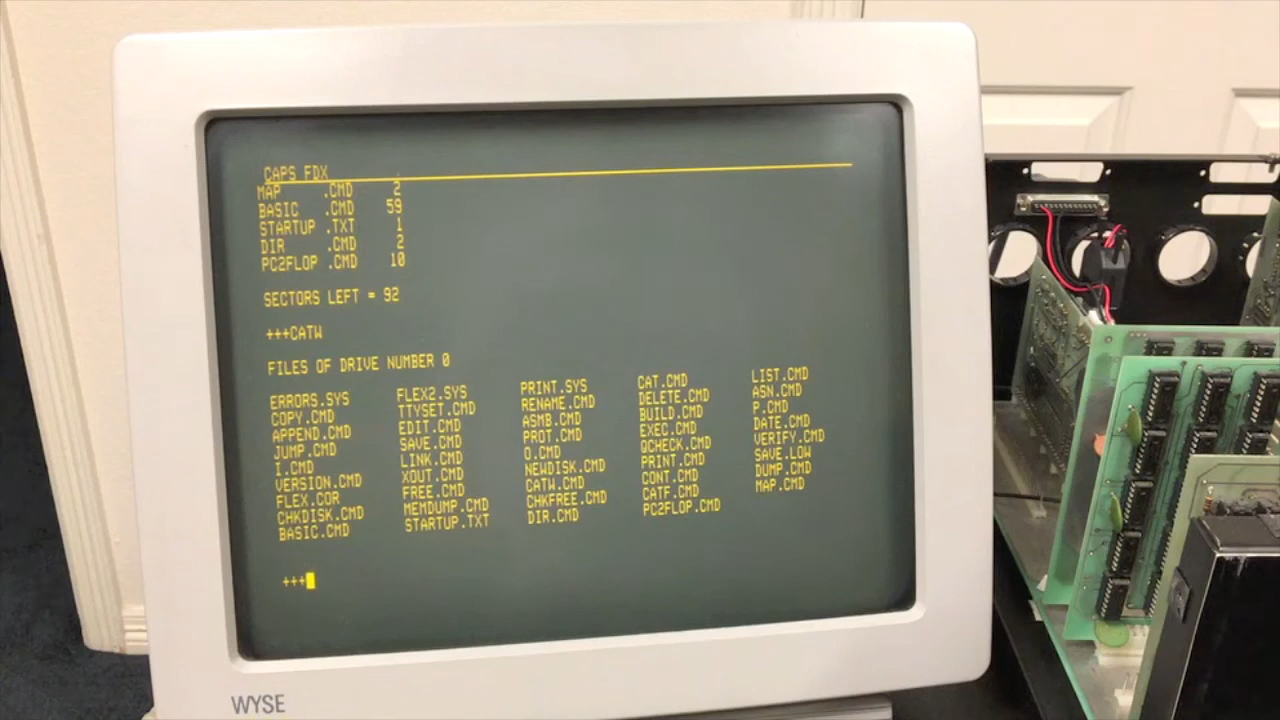 CAPS FDX
MAP .CMD 2
BASIC .CMD 59
STARTUP .TXT 1
DIR .CMD 2
PC2FLOP .CMD 10
SECTORS LEFT = 92
+++CATW
FILES OF DRIVE NUMBER 0
ERRORS.SYS FLEX2.SYS PRINT.SYS CAT.CMD LIST.CMD
COPY.CMD TTYSET.CMD RENAME.CMD DELETE.CMD ASN.CMD
APPEND.CMD EDIT.CMD ASMB.CMD BUILD.CMD P.CMD
JUMP.CMD SAVE.CMD PROT.CMD EXEC.CMD DATE.CMD
I.CMD LINK.CMD O.CMD QCHECK.CMD VERIFY.CMD
VERSION.CMD XOUT.CMD NEWDISK.CMD PRINT.CMD SAVE.LOW
FLEX.COR FREE.CMD CATW.CMD CONT.CMD DUMP.CMD
CHKDISK.CMD MEMDUMP.CMD CHKFREE.CMD CATF.CMD MAP.CMD
BASIC.CMD STARTUP.TXT DIR.CMD PC2FLOP.CMD
+++
WYSE